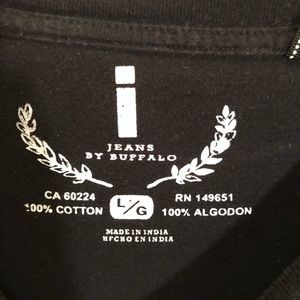 i
JEANS
BY BUFFALO
CA 60224 RN 149651
100% COTTON L/G 100% ALGODON
MADE IN INDIA
HECHO EN INDIA